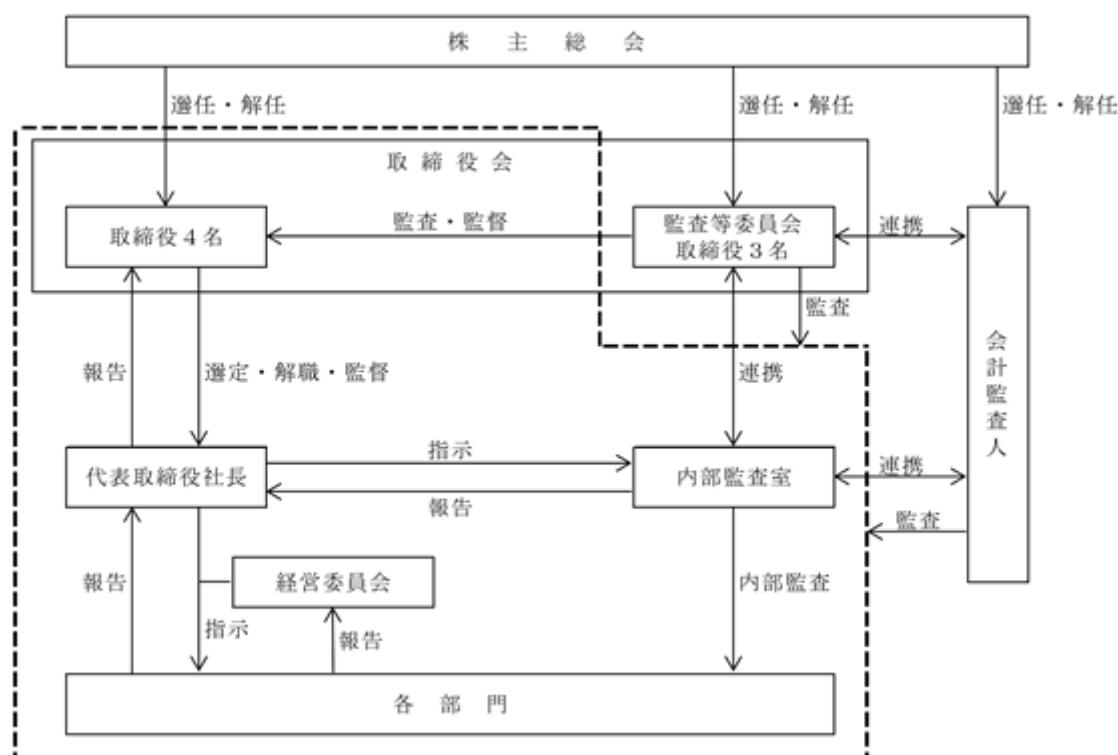 株主総会
選任・解任
選任・解任
選任・解任
取締役会
取締役4名
監査・監督
監査等委員会
取締役3名
連携
監査
報告
選定・解職・監督
連携
会計監査人
代表取締役社長
指示
報告
内部監査室
連携
監査
報告
経営委員会
内部監査
指示
報告
各部門